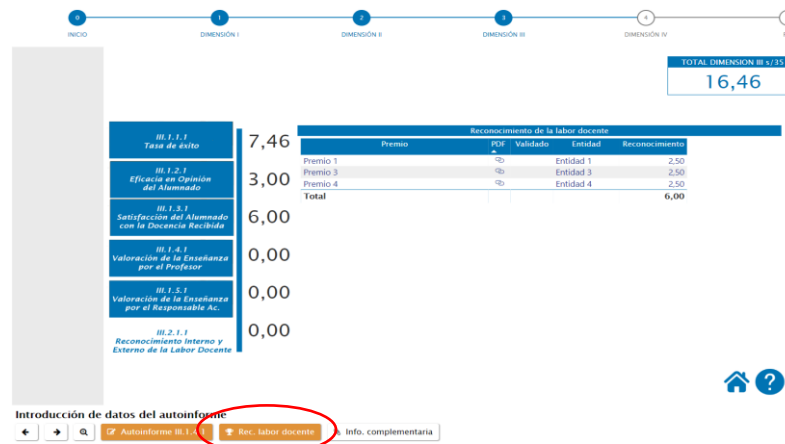 0 1 2 3 4
INICIO DIMENSIÓN I DIMENSIÓN II DIMENSIÓN III DIMENSIÓN IV
TOTAL DIMENSION III s/35
16,46
III.1.1.1
Tasa de éxito
7,46
III.1.2.1
Eficacia en Opinión
del Alumnado
3,00
III.1.3.1
Satisfacción del Alumnado
con la Docencia Recibida
6,00
III.1.4.1
Valoración de la Enseñanza
por el Profesor
0,00
III.1.5.1
Valoración de la Enseñanza
por el Responsable Ac.
0,00
III.2.1.1
Reconocimiento Interno y
Externo de la Labor Docente
0,00
Reconocimiento de la labor docente
Premio PDF Validado Entidad Reconocimiento
Premio 1 Entidad 1 2,50
Premio 3 Entidad 3 2,50
Premio 4 Entidad 4 2,50
Total 6,00
Introducción de datos del autoinforme
Autoinforme III.1.4.1 Rec. labor docente Info. complementaria